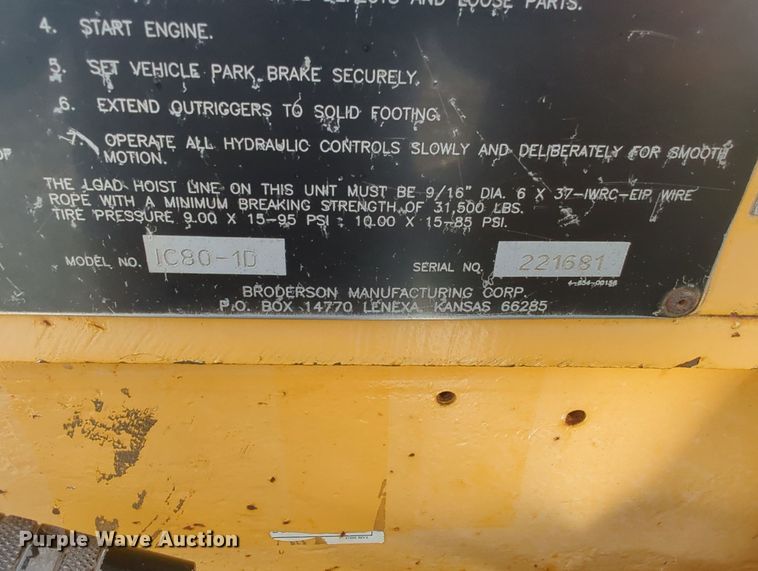 AND LOOSE PARTS.
4. START ENGINE.
5. SET VEHICLE PARK BRAKE SECURELY.
6. EXTEND OUTRIGGERS TO SOLID FOOTING.
7. OPERATE ALL HYDRAULIC CONTROLS SLOWLY AND DELIBERATELY FOR SMOOTH
MOTION.
THE LOAD HOIST LINE ON THIS UNIT MUST BE 9/16" DIA. 6 X 37-IWRC-EIP WIRE
ROPE WITH A MINIMUM BREAKING STRENGTH OF 31,500 LBS.
TIRE PRESSURE 9.00 X 15-95 PSI - 10.00 X 15-85 PSI.
MODEL NO. IC80-1D SERIAL NO. 221681
BRODERSON MANUFACTURING CORP.
P.O. BOX 14770 LENEXA, KANSAS 66285
Purple Wave Auction